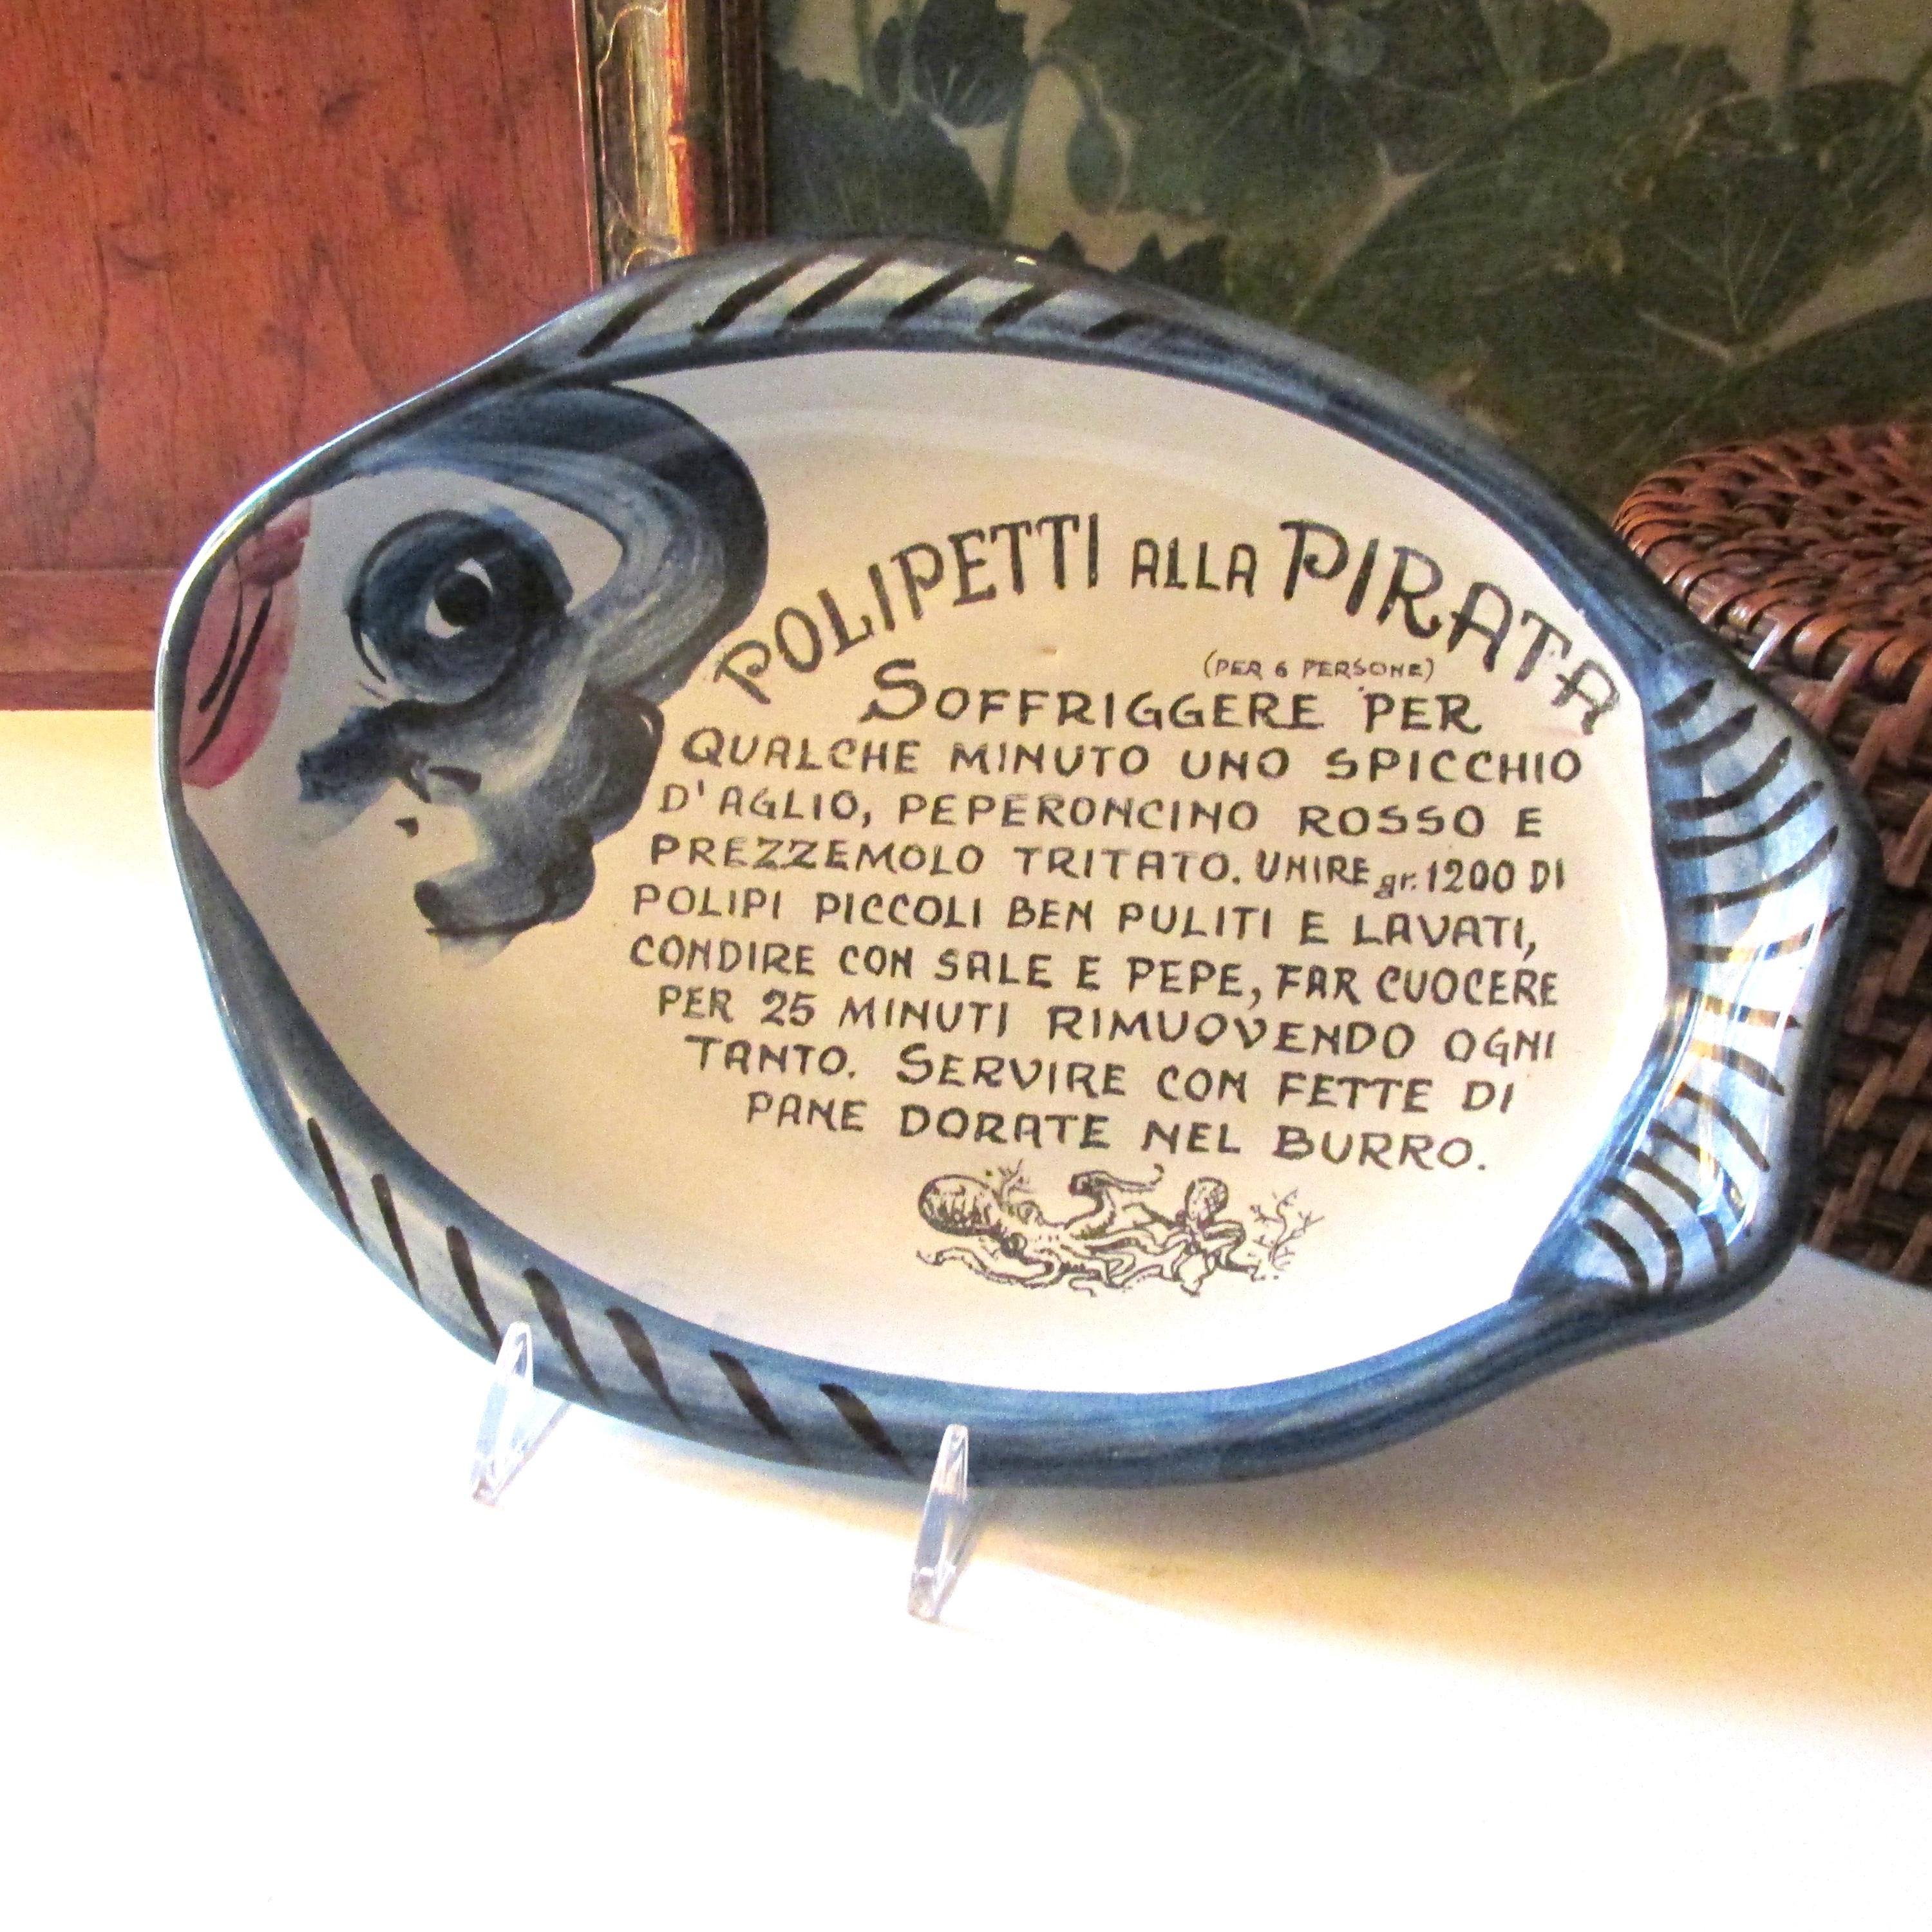 POLIPETTI ALLA PIRATA
(PER 6 PERSONE)
SOFFRIGGERE PER
QUALCHE MINUTO UNO SPICCHIO
D'AGLIO, PEPERONCINO ROSSO E
PREZZEMOLO TRITATO. UNIRE gr. 1200 DI
POLIPI PICCOLI BEN PULITI E LAVATI,
CONDIRE CON SALE E PEPE, FAR CUOCERE
PER 25 MINUTI RIMUOVENDO OGNI
TANTO. SERVIRE CON FETTE DI
PANE DORATE NEL BURRO.